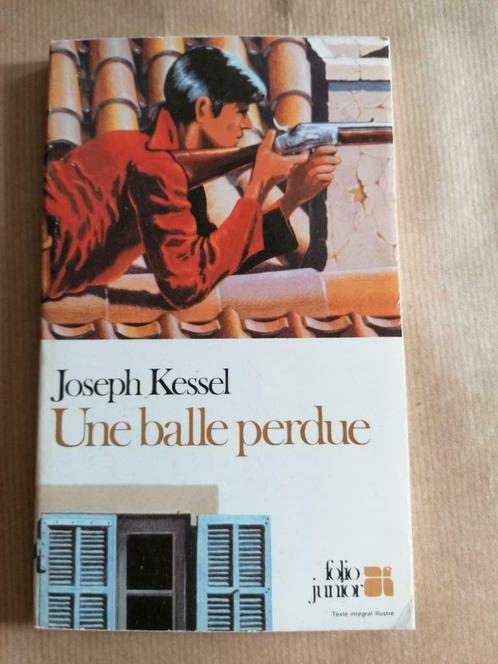 Joseph Kessel
Une balle perdue
folio
junior
Texte intégral illustré